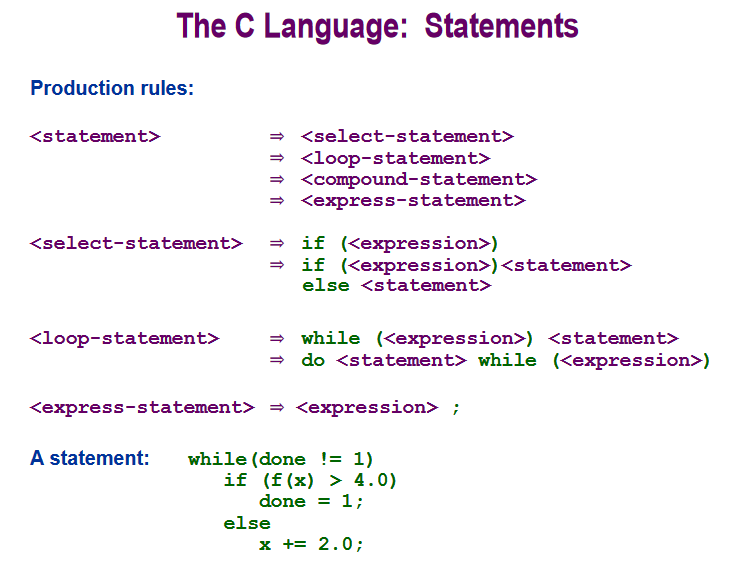 The C Language:  Statements
Production rules:
<statement> ⇒ <select-statement>
⇒ <loop-statement>
⇒ <compound-statement>
⇒ <express-statement>
<select-statement> ⇒ if (<expression>)
⇒ if (<expression>)<statement>
else <statement>
<loop-statement> ⇒ while (<expression>) <statement>
⇒ do <statement> while (<expression>)
<express-statement> ⇒ <expression> ;
A statement: while(done != 1)
if (f(x) > 4.0)
done = 1;
else
x += 2.0;